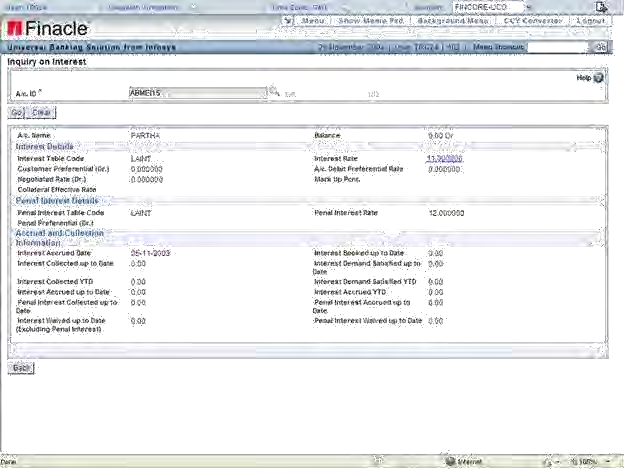 FINCORE-UCO
Finacle
Menu Show Memo Pad Background Menu CCY Converter Logout
Universal Banking Solution from Infosys
Menu Shortcut Go
Inquiry on Interest
Help
A/c. ID *
Go Clear
A/c. Name PARTHA Balance 0.00 Dr
Interest Details
Interest Table Code LAINT Interest Rate 11.000000
Customer Preferential (Dr.) 0.000000 A/c. Debit Preferential Rate 0.000000
Negotiated Rate (Dr.) 0.000000 Mark Up Pcnt.
Collateral Effective Rate
Penal Interest Details
Penal Interest Table Code LAINT Penal Interest Rate 12.000000
Penal Preferential (Dr.)
Accrual and Collection
Information
Interest Accrued Date 05-11-2003 Interest Booked up to Date 0.00
Interest Collected up to Date 0.00 Interest Demand Satisfied up to Date 0.00
Interest Collected YTD 0.00 Interest Demand Satisfied YTD 0.00
Interest Accrued up to Date 0.00 Interest Accrued YTD 0.00
Penal Interest Collected up to Date 0.00 Penal Interest Accrued up to Date 0.00
Interest Waived up to Date (Excluding Penal Interest) 0.00 Penal Interest Waived up to Date 0.00
Back
Done Internet 100%